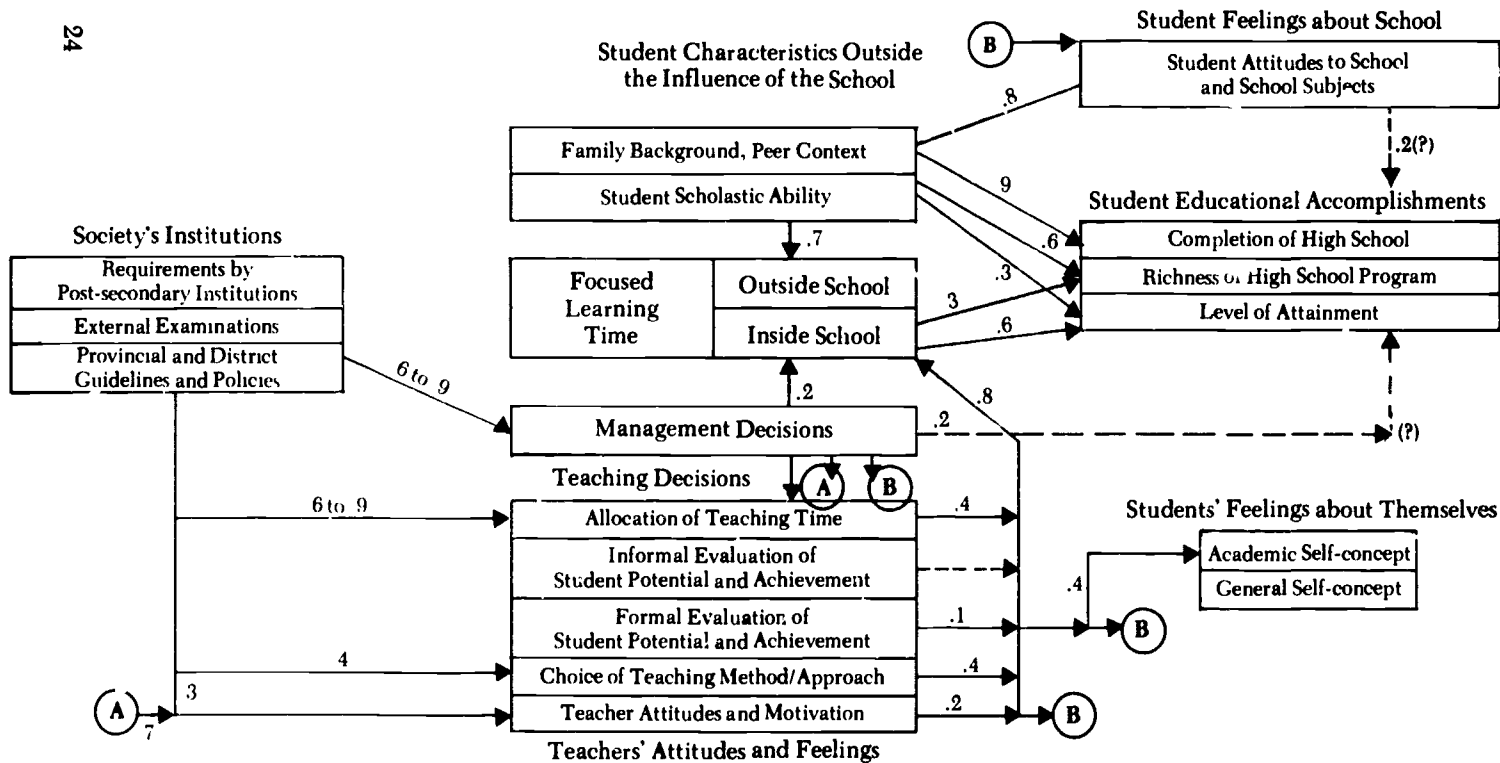 24
Student Characteristics Outside
the Influence of the School
B
Student Feelings about School
Student Attitudes to School
and School Subjects
.8
.2(?)
Family Background, Peer Context
Student Scholastic Ability
9
.6
.3
.7
Student Educational Accomplishments
Completion of High School
Richness of High School Program
Level of Attainment
Society's Institutions
Requirements by
Post-secondary Institutions
External Examinations
Provincial and District
Guidelines and Policies
Focused
Learning
Time
Outside School
Inside School
3
.6
6 to 9
.2
.8
Management Decisions
.2
(?)
Teaching Decisions
A
B
6 to 9
Allocation of Teaching Time
.4
Informal Evaluation of
Student Potential and Achievement
Formal Evaluation of
Student Potential and Achievement
.1
Students' Feelings about Themselves
Academic Self-concept
General Self-concept
.4
B
4
Choice of Teaching Method/Approach
.4
A
7
3
Teacher Attitudes and Motivation
.2
B
Teachers' Attitudes and Feelings